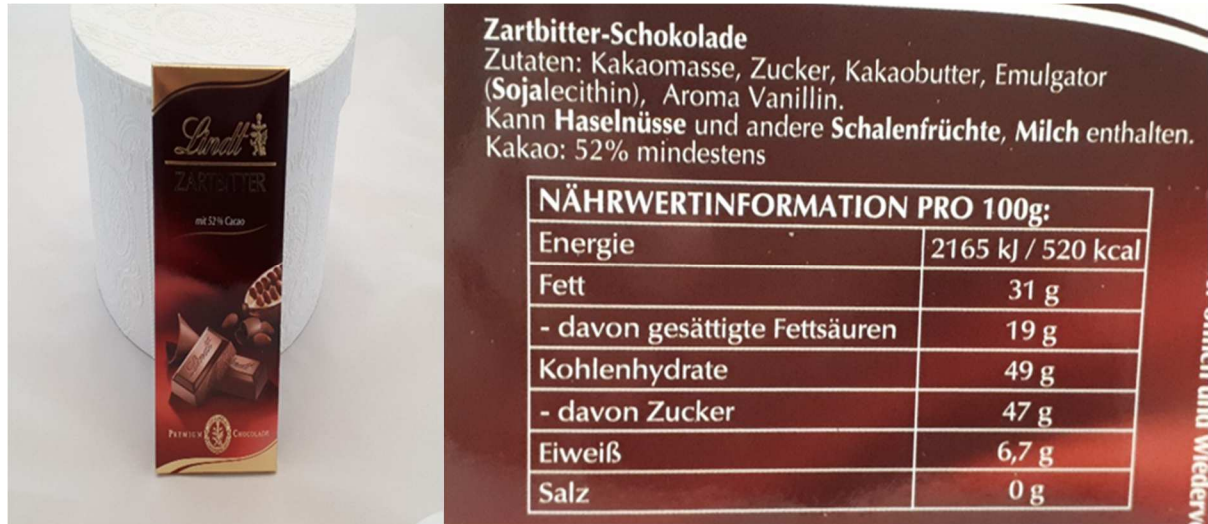 Lindt
ZARTBITTER
mit 52% Cacao
PREMIUM CHOCOLADE
Zartbitter-Schokolade
Zutaten: Kakaomasse, Zucker, Kakaobutter, Emulgator
(Sojalecithin), Aroma Vanillin.
Kann Haselnüsse und andere Schalenfrüchte, Milch enthalten.
Kakao: 52% mindestens
NÄHRWERTINFORMATION PRO 100g:
Energie 2165 kJ / 520 kcal
Fett 31 g
- davon gesättigte Fettsäuren 19 g
Kohlenhydrate 49 g
- davon Zucker 47 g
Eiweiß 6,7 g
Salz 0 g